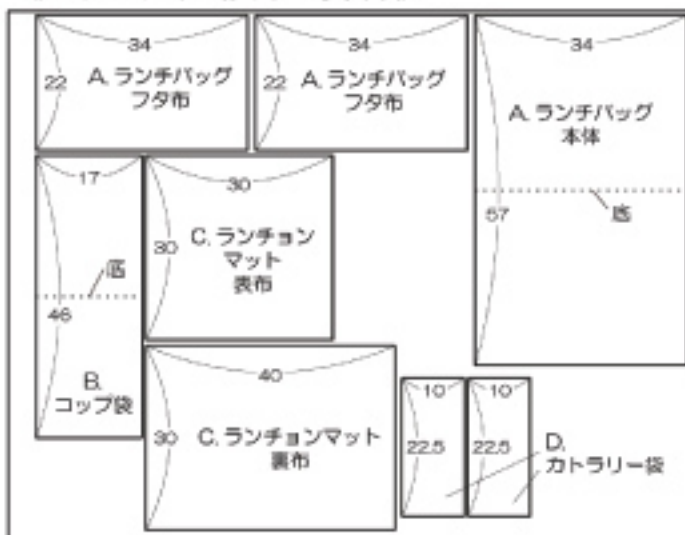 34
22
A.ランチバッグ
フタ布
34
22
A.ランチバッグ
フタ布
34
A.ランチバッグ
本体
57
底
17
底
46
B.
コップ袋
30
30
C.ランチョン
マット
表布
40
30
C.ランチョンマット
裏布
10
22.5
10
22.5
D.
カトラリー袋